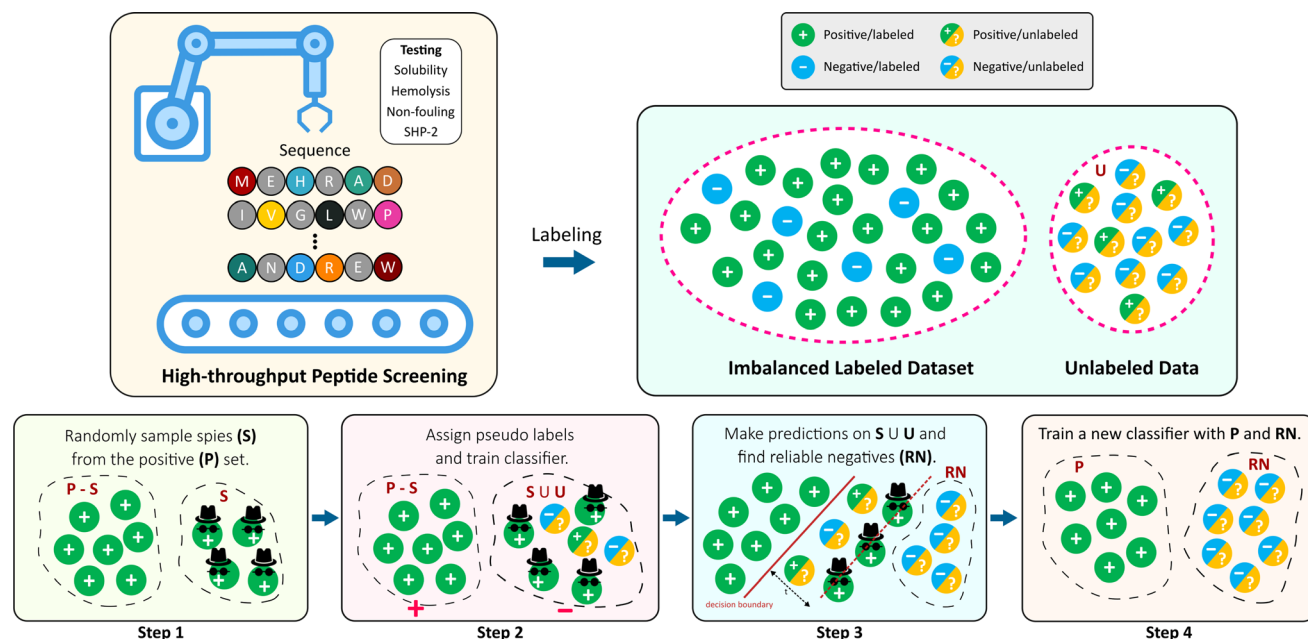 Testing
Solubility
Hemolysis
Non-fouling
SHP-2
Sequence
M E H R A D
I V G L W P
A N D R E W
High-throughput Peptide Screening
Labeling
+ Positive/labeled
+ ? Positive/unlabeled
- Negative/labeled
- ? Negative/unlabeled
U
Imbalanced Labeled Dataset
Unlabeled Data
Randomly sample spies (S)
from the positive (P) set.
P - S
S
Step 1
Assign pseudo labels
and train classifier.
P - S
S U U
+
-
Step 2
Make predictions on S U U and
find reliable negatives (RN).
RN
t
decision boundary
Step 3
Train a new classifier with P and RN.
P
RN
Step 4